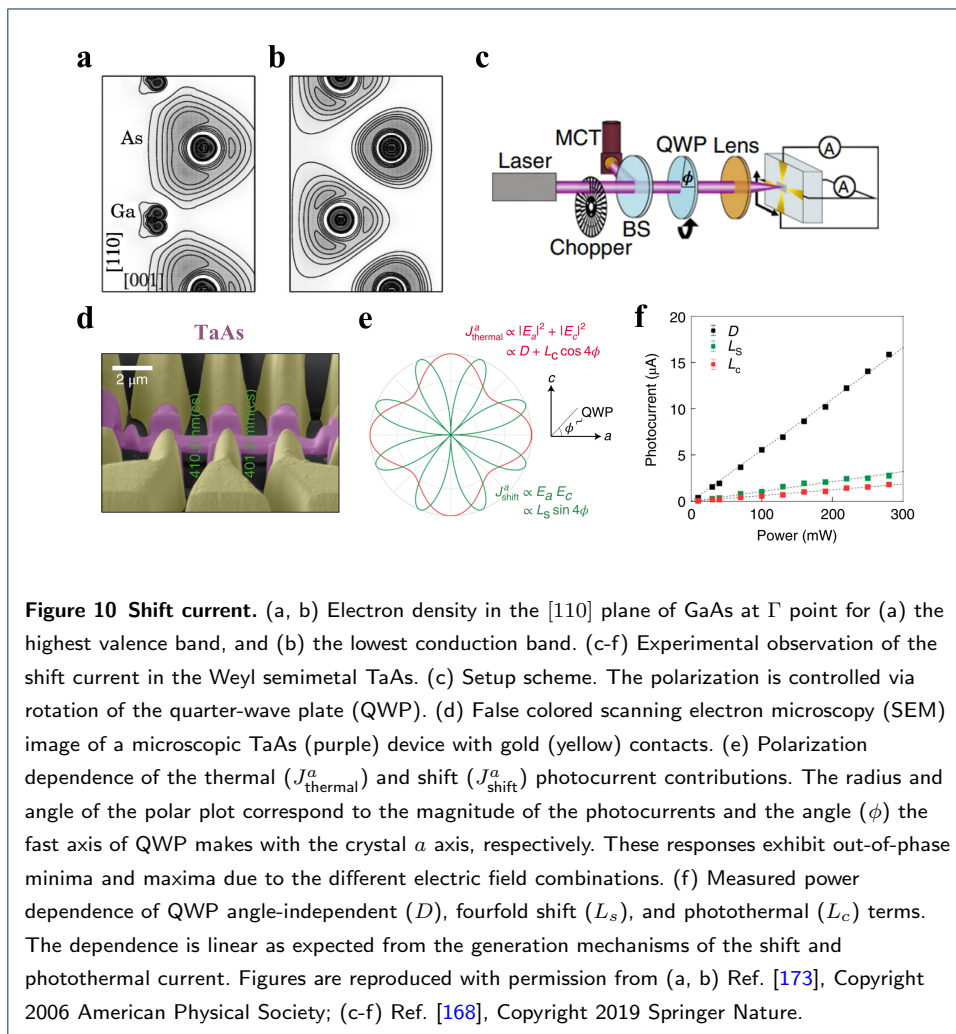 a
b
c
As
Ga
[110]
[001]
MCT
QWP Lens
Laser
ϕ
A
A
BS
Chopper
d
TaAs
2 μm
410.0 nm(cs)
e
J^a_thermal ∝ |E_a|² + |E_c|²
∝ D + L_C cos 4ϕ
c
QWP
ϕ
a
J^a_shift ∝ E_a E_c
∝ L_S sin 4ϕ
f
20
15
10
5
0
D
L_S
L_c
Photocurrent (μA)
0
100
200
300
Power (mW)
Figure 10 Shift current. (a, b) Electron density in the [110] plane of GaAs at Γ point for (a) the
highest valence band, and (b) the lowest conduction band. (c-f) Experimental observation of the
shift current in the Weyl semimetal TaAs. (c) Setup scheme. The polarization is controlled via
rotation of the quarter-wave plate (QWP). (d) False colored scanning electron microscopy (SEM)
image of a microscopic TaAs (purple) device with gold (yellow) contacts. (e) Polarization
dependence of the thermal (J^a_thermal) and shift (J^a_shift) photocurrent contributions. The radius and
angle of the polar plot correspond to the magnitude of the photocurrents and the angle (ϕ) the
fast axis of QWP makes with the crystal a axis, respectively. These responses exhibit out-of-phase
minima and maxima due to the different electric field combinations. (f) Measured power
dependence of QWP angle-independent (D), fourfold shift (L_s), and photothermal (L_c) terms.
The dependence is linear as expected from the generation mechanisms of the shift and
photothermal current. Figures are reproduced with permission from (a, b) Ref. [173], Copyright
2006 American Physical Society; (c-f) Ref. [168], Copyright 2019 Springer Nature.